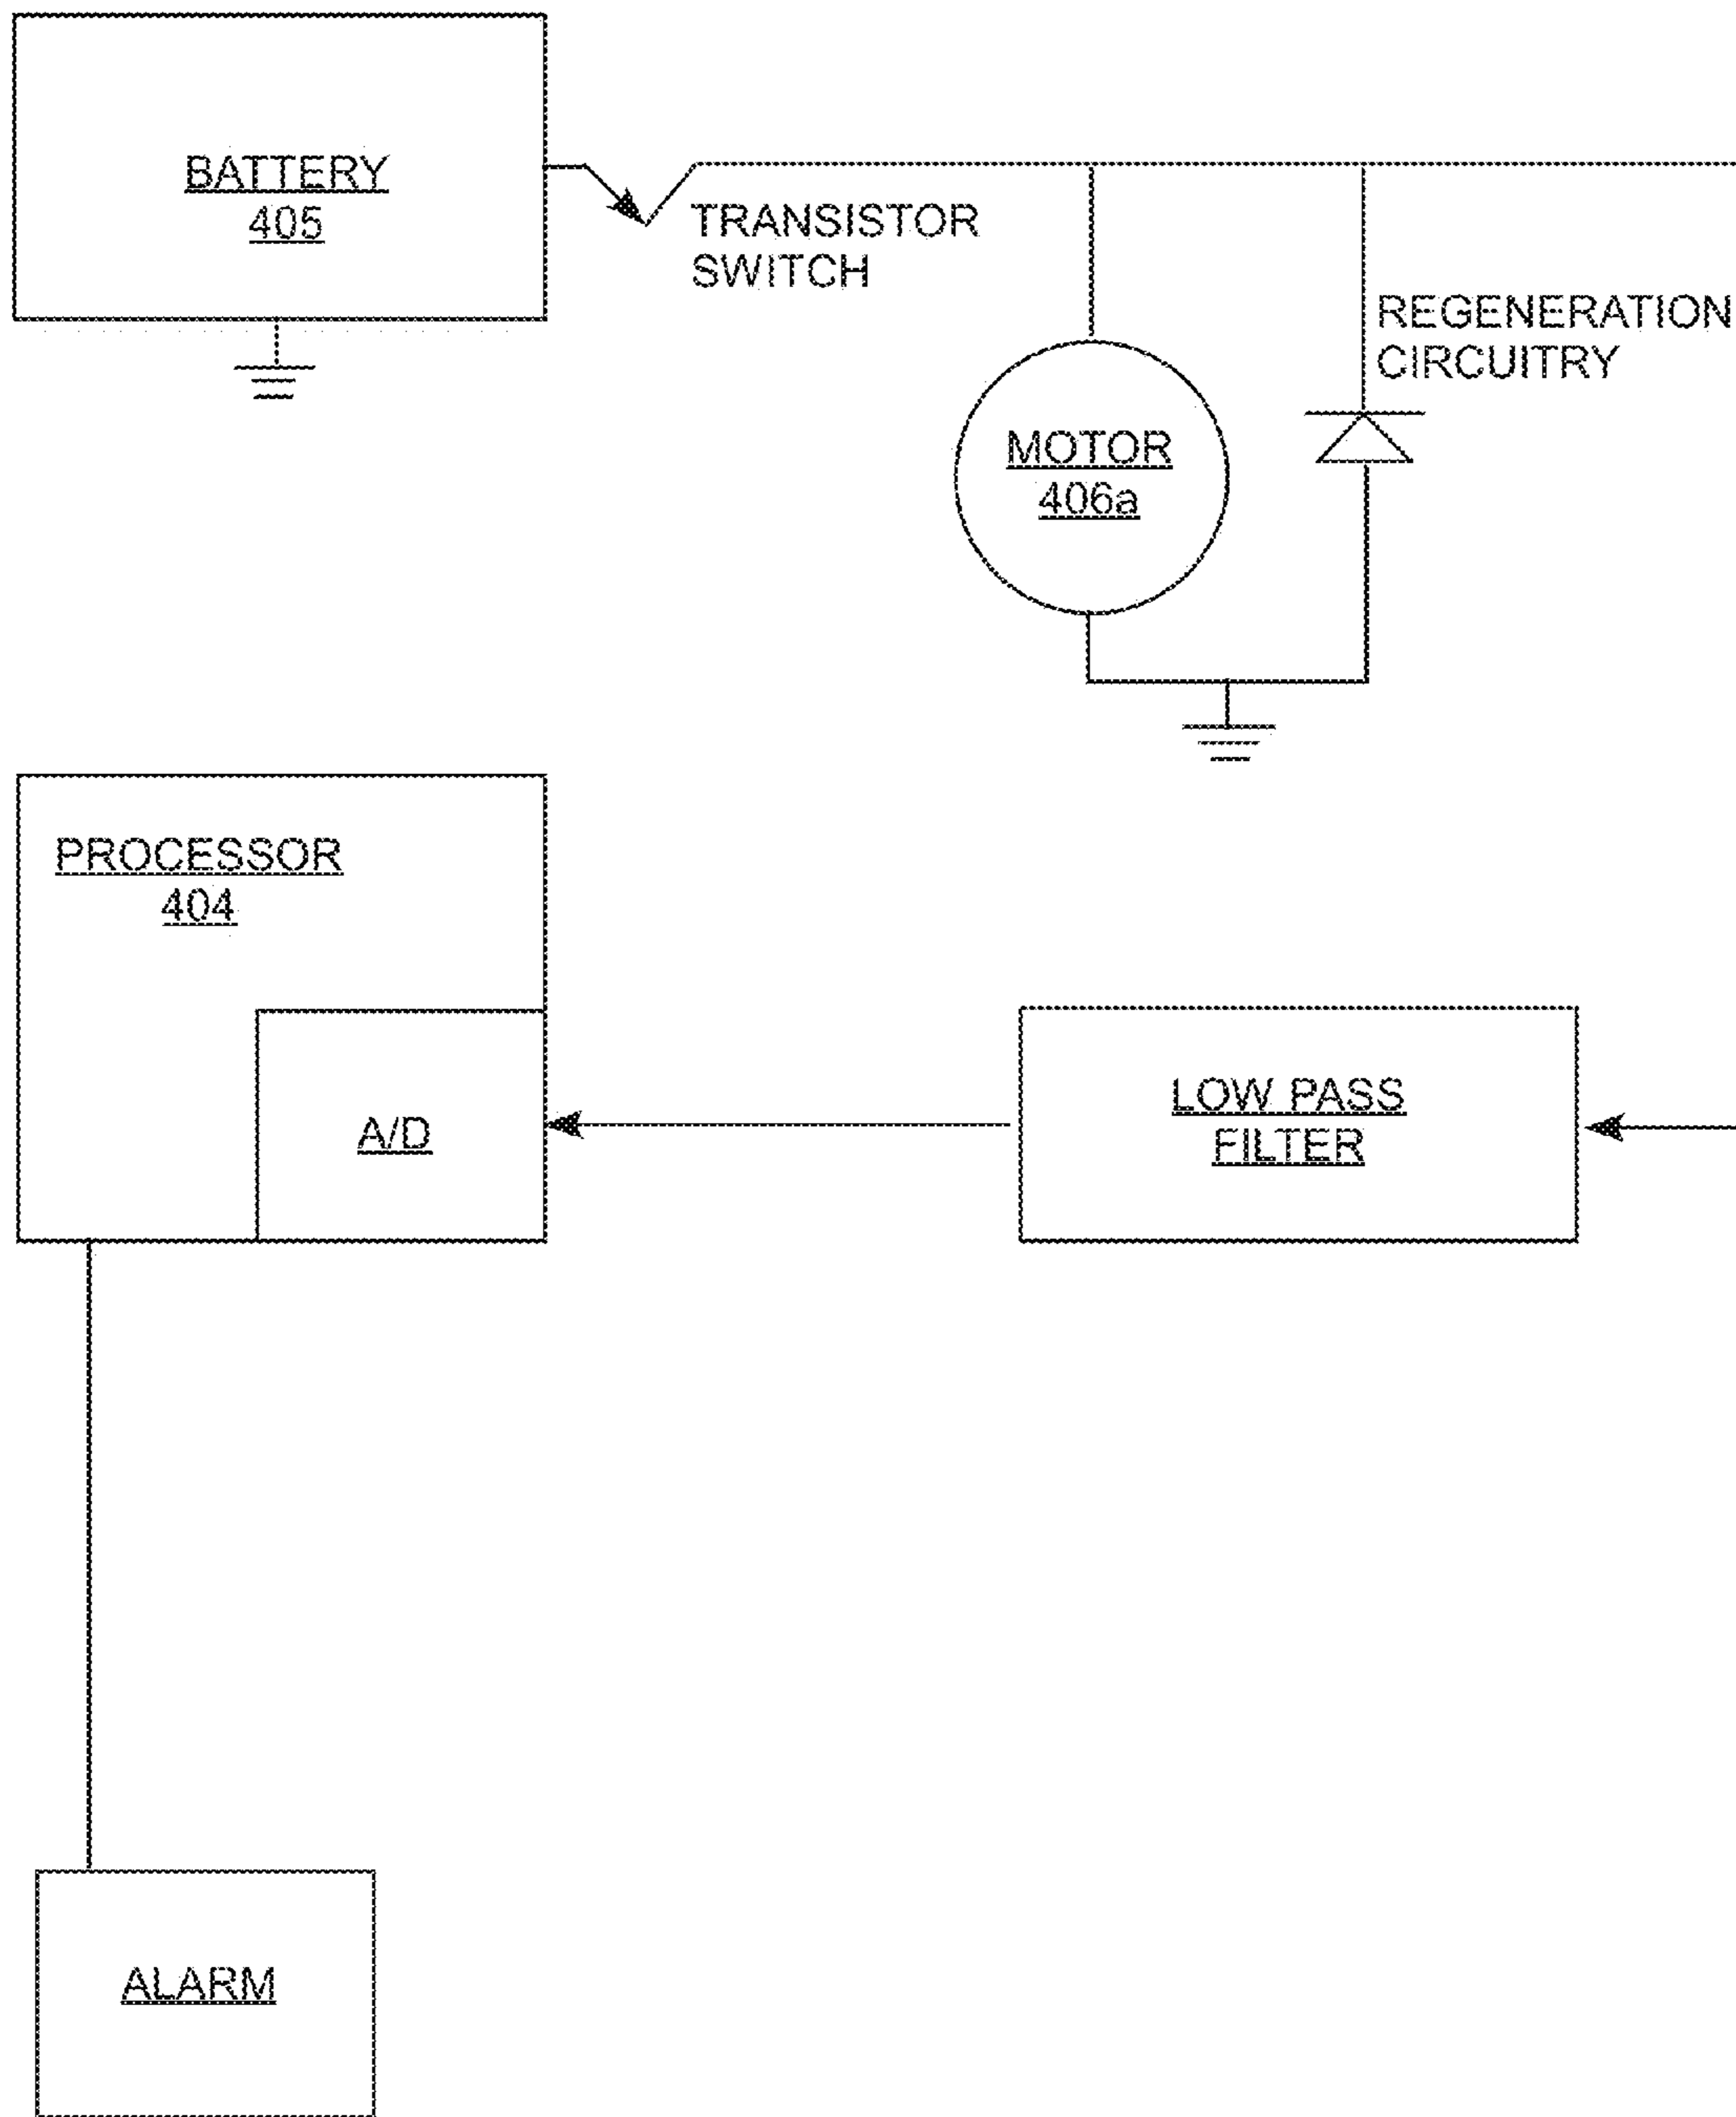 BATTERY
405
TRANSISTOR
SWITCH
REGENERATION
CIRCUITRY
MOTOR
406a
PROCESSOR
404
A/D
LOW PASS
FILTER
ALARM